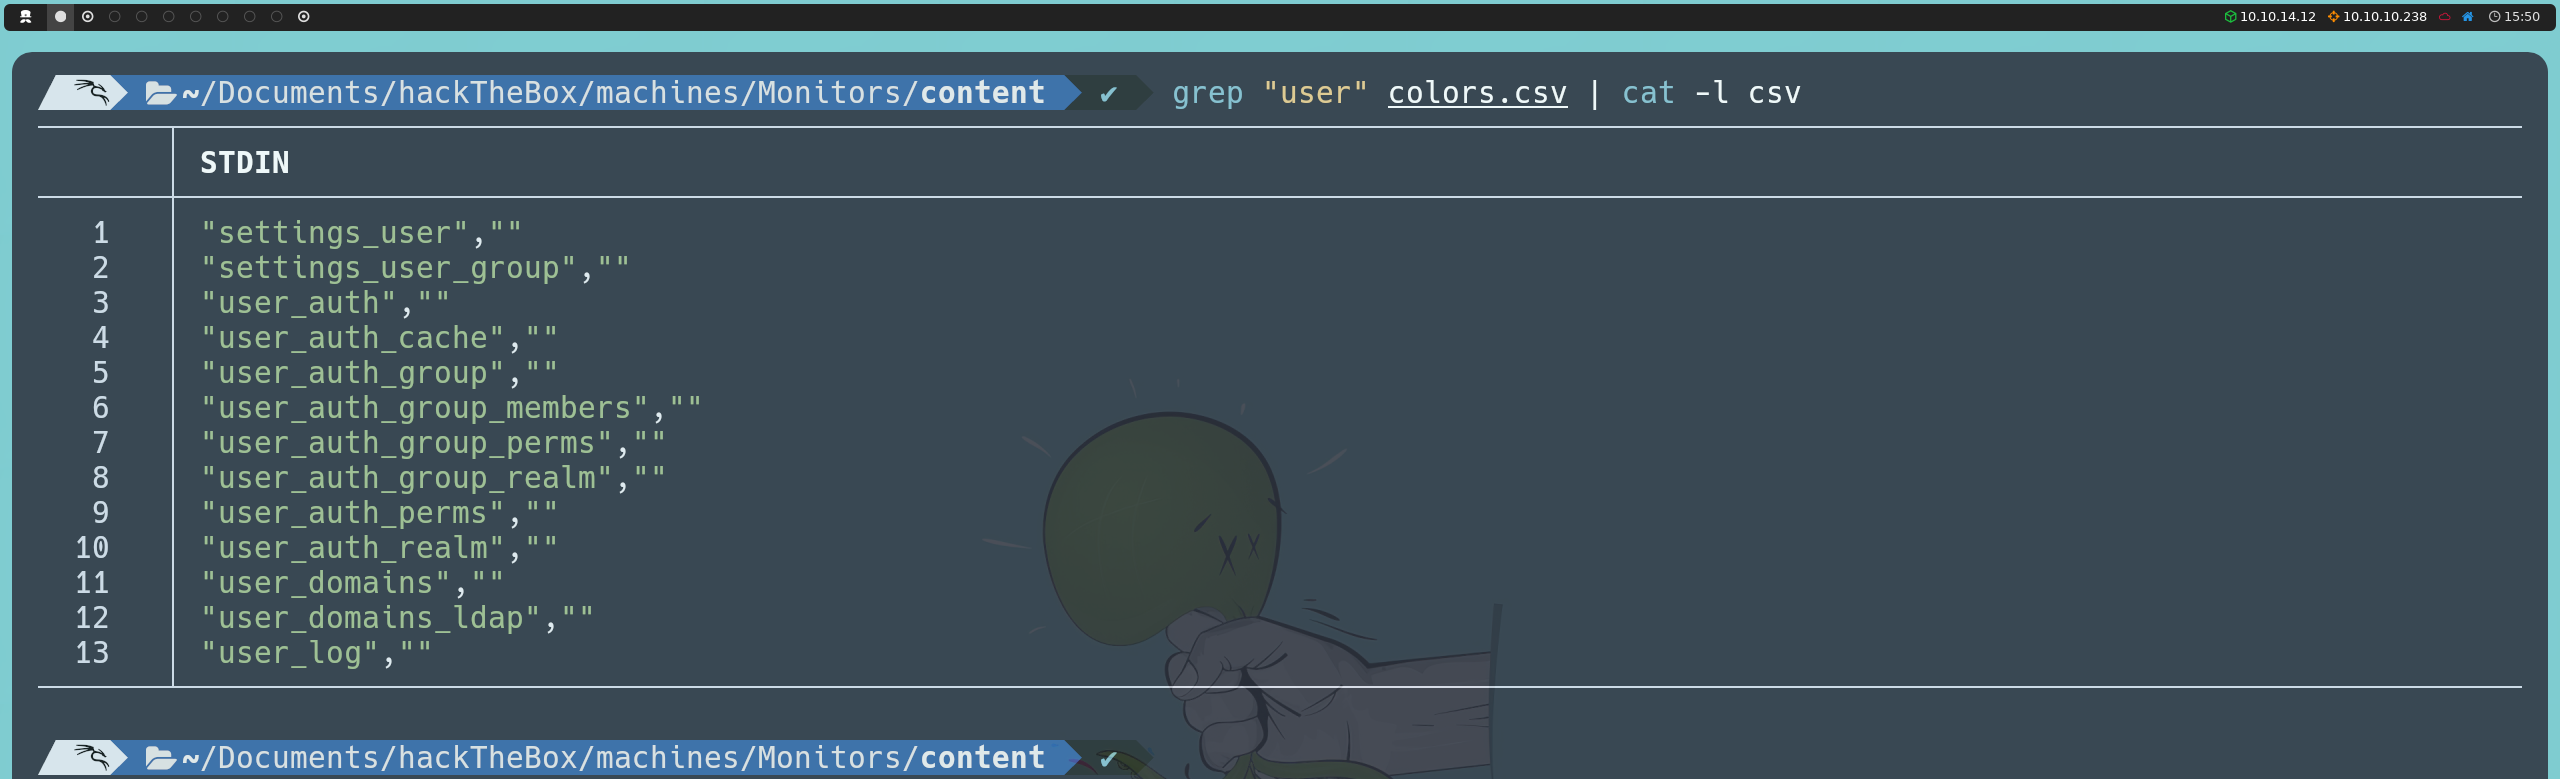 10.10.14.12 10.10.10.238 15:50
~/Documents/hackTheBox/machines/Monitors/content ✔ grep "user" colors.csv | cat -l csv
STDIN
1 "settings_user",""
2 "settings_user_group",""
3 "user_auth",""
4 "user_auth_cache",""
5 "user_auth_group",""
6 "user_auth_group_members",""
7 "user_auth_group_perms",""
8 "user_auth_group_realm",""
9 "user_auth_perms",""
10 "user_auth_realm",""
11 "user_domains",""
12 "user_domains_ldap",""
13 "user_log",""
~/Documents/hackTheBox/machines/Monitors/content ✔